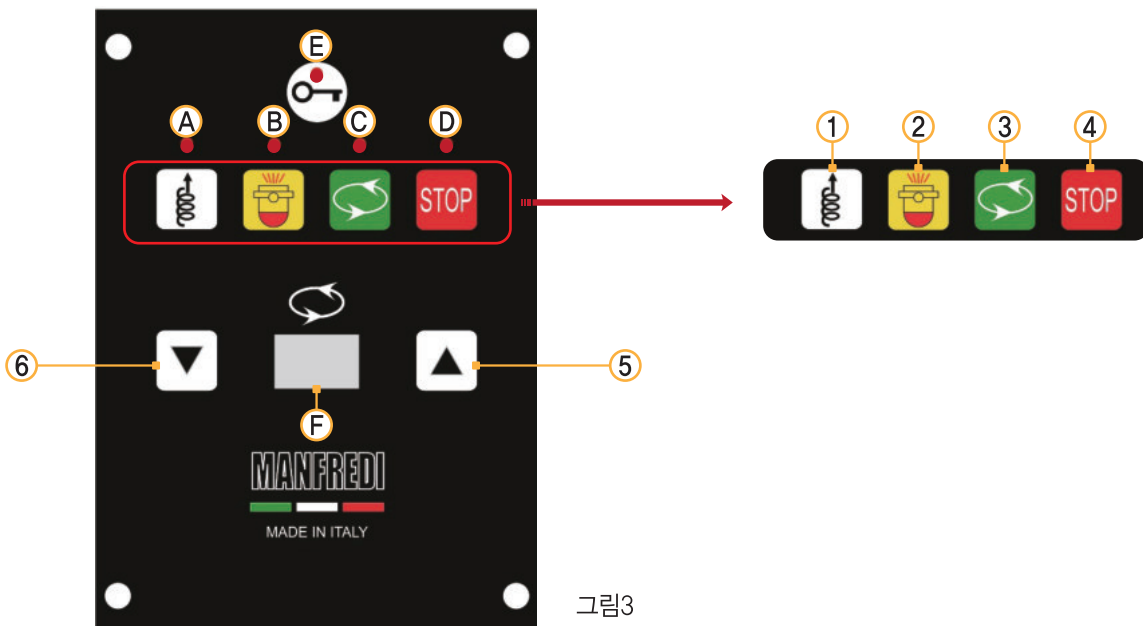 E
A B C D
① ② ③ ④
STOP
STOP
⑥
⑤
F
MANFREDI
MADE IN ITALY
그림3